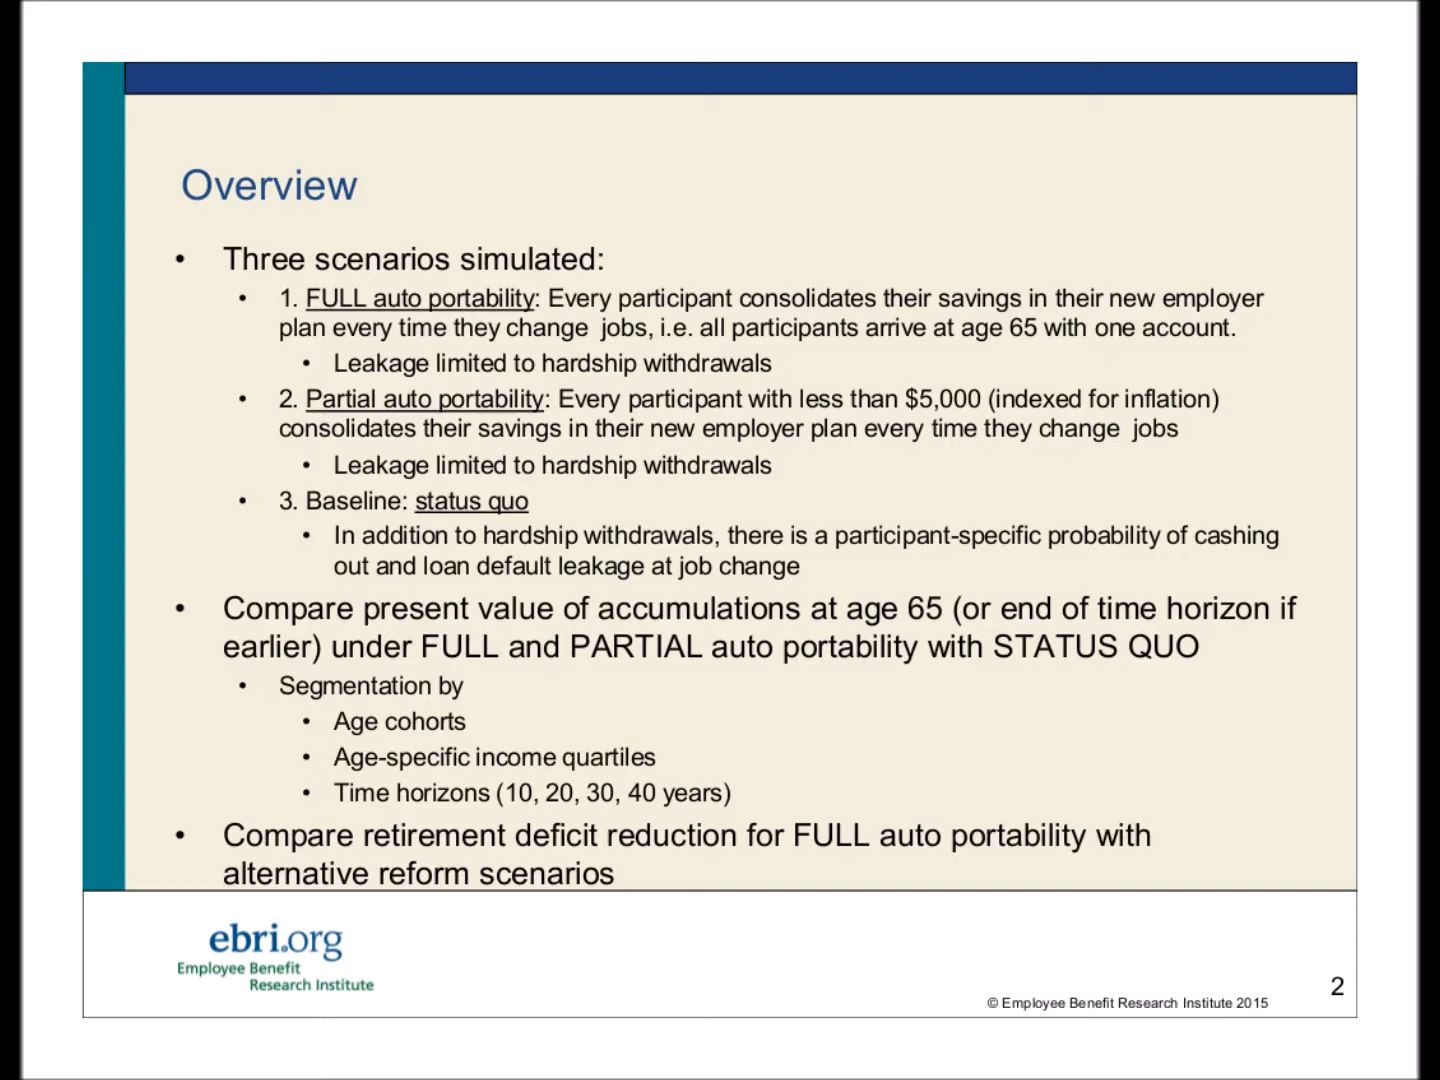 Overview
• Three scenarios simulated:
• 1. FULL auto portability: Every participant consolidates their savings in their new employer
plan every time they change jobs, i.e. all participants arrive at age 65 with one account.
• Leakage limited to hardship withdrawals
• 2. Partial auto portability: Every participant with less than $5,000 (indexed for inflation)
consolidates their savings in their new employer plan every time they change jobs
• Leakage limited to hardship withdrawals
• 3. Baseline: status quo
• In addition to hardship withdrawals, there is a participant-specific probability of cashing
out and loan default leakage at job change
• Compare present value of accumulations at age 65 (or end of time horizon if
earlier) under FULL and PARTIAL auto portability with STATUS QUO
• Segmentation by
• Age cohorts
• Age-specific income quartiles
• Time horizons (10, 20, 30, 40 years)
• Compare retirement deficit reduction for FULL auto portability with
alternative reform scenarios
ebri.org
Employee Benefit
Research Institute
© Employee Benefit Research Institute 2015
2